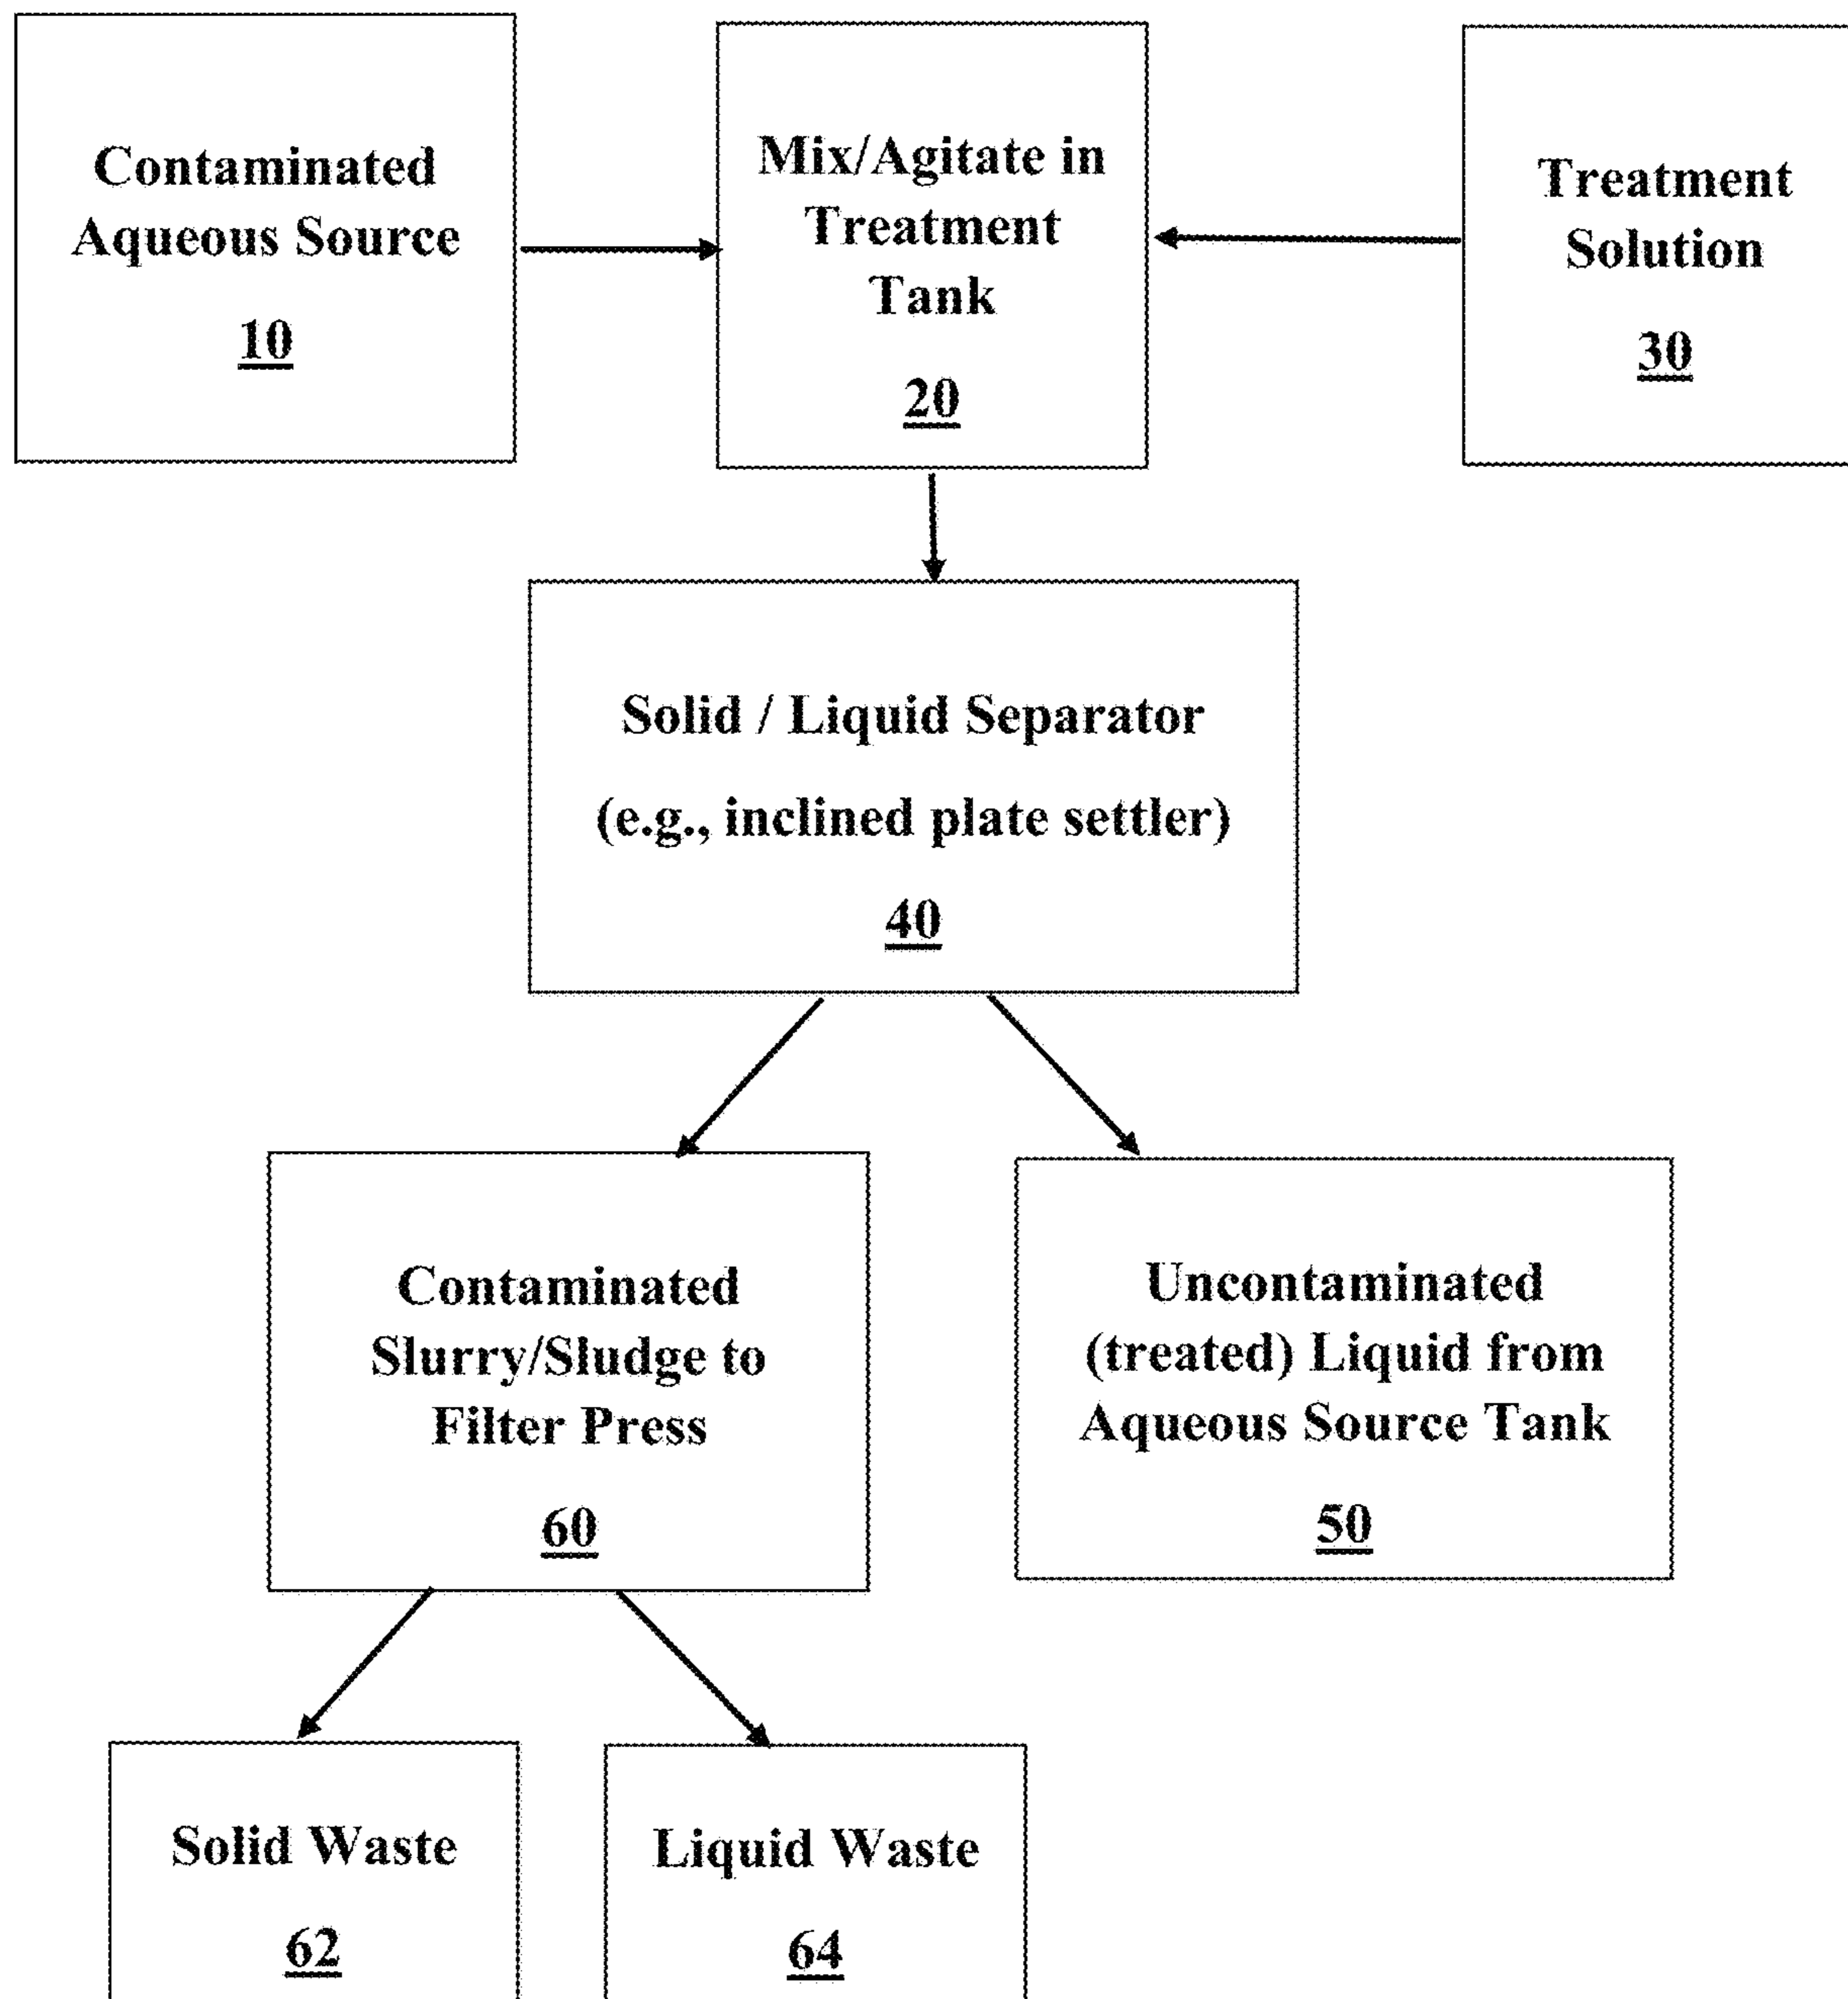 Contaminated
Aqueous Source
10
Mix/Agitate in
Treatment
Tank
20
Treatment
Solution
30
Solid / Liquid Separator
(e.g., inclined plate settler)
40
Contaminated
Slurry/Sludge to
Filter Press
60
Uncontaminated
(treated) Liquid from
Aqueous Source Tank
50
Solid Waste
62
Liquid Waste
64